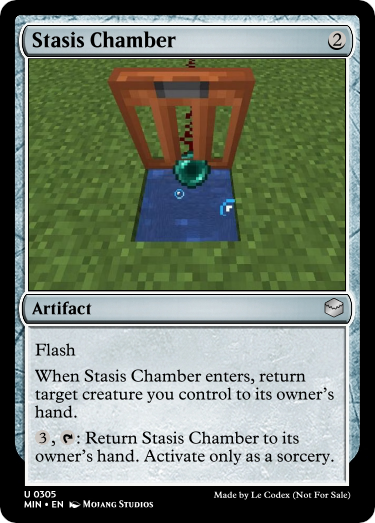 Stasis Chamber 2
Artifact
Flash
When Stasis Chamber enters, return
target creature you control to its owner's
hand.
3, : Return Stasis Chamber to its
owner's hand. Activate only as a sorcery.
U 0305 Made by Le Codex (Not For Sale)
MIN • EN Mojang Studios